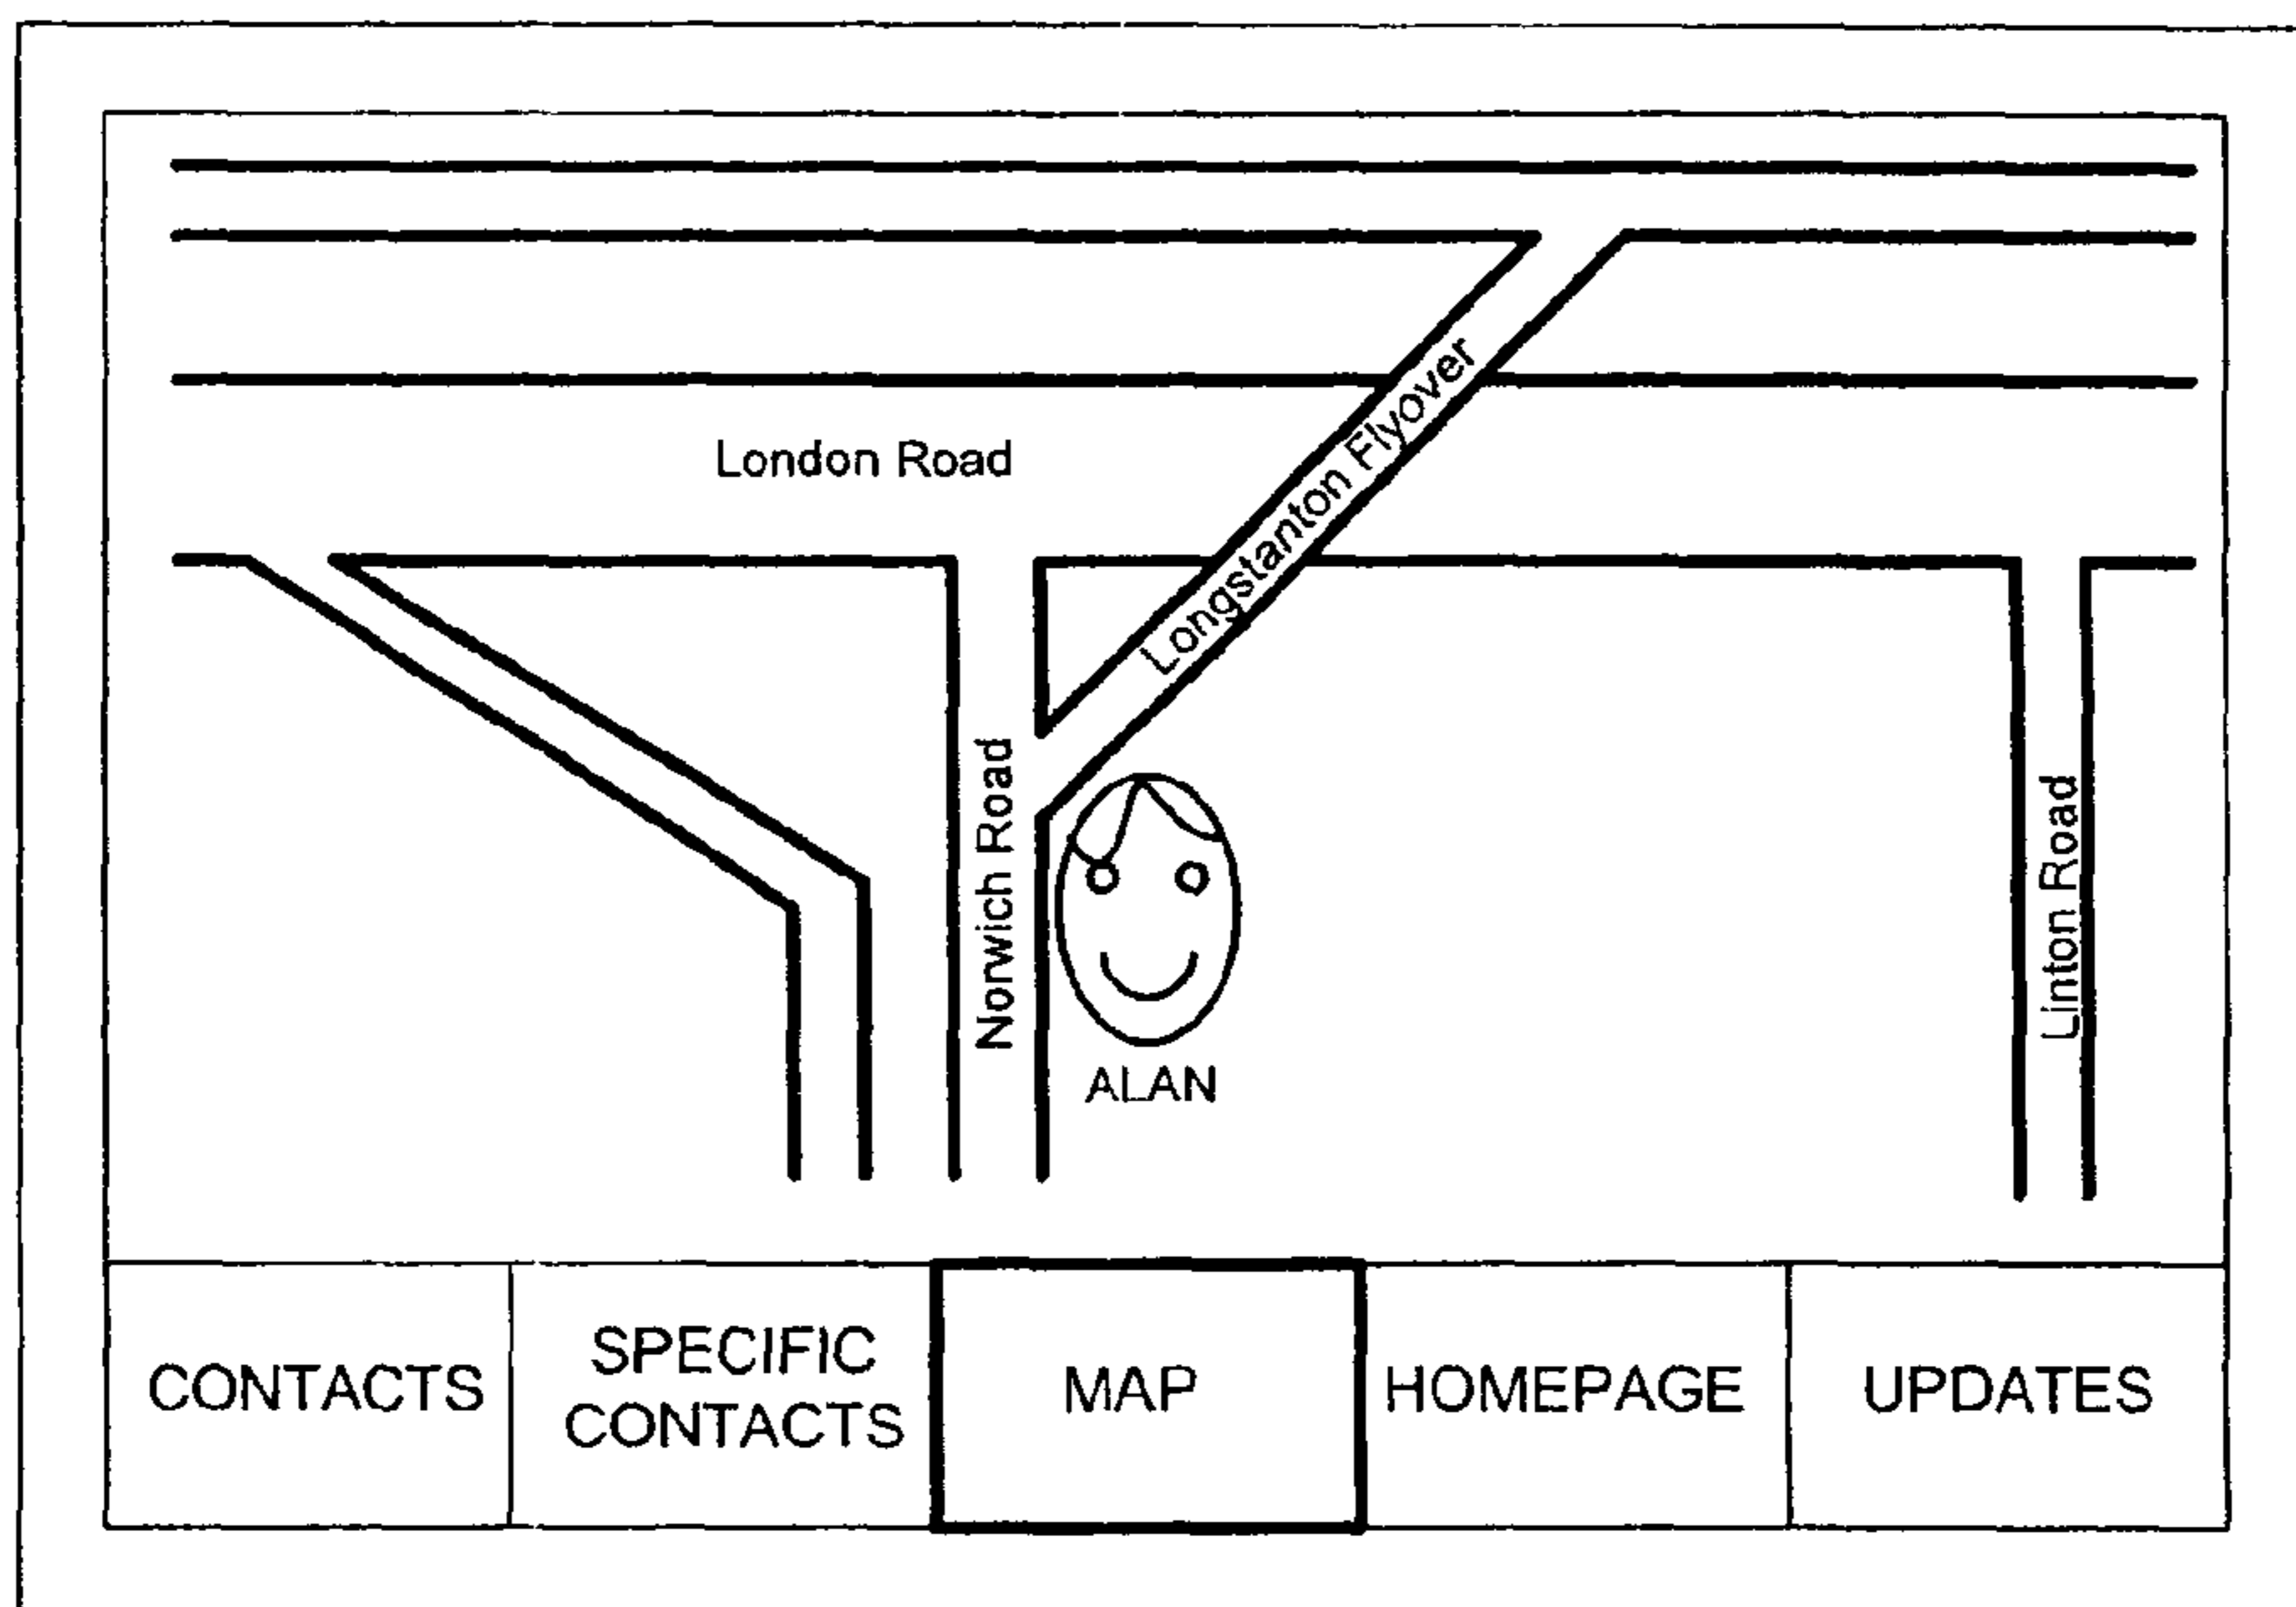 London Road
Longstanton Flyover
Norwich Road
Linton Road
ALAN
CONTACTS
SPECIFIC
CONTACTS
MAP
HOMEPAGE
UPDATES